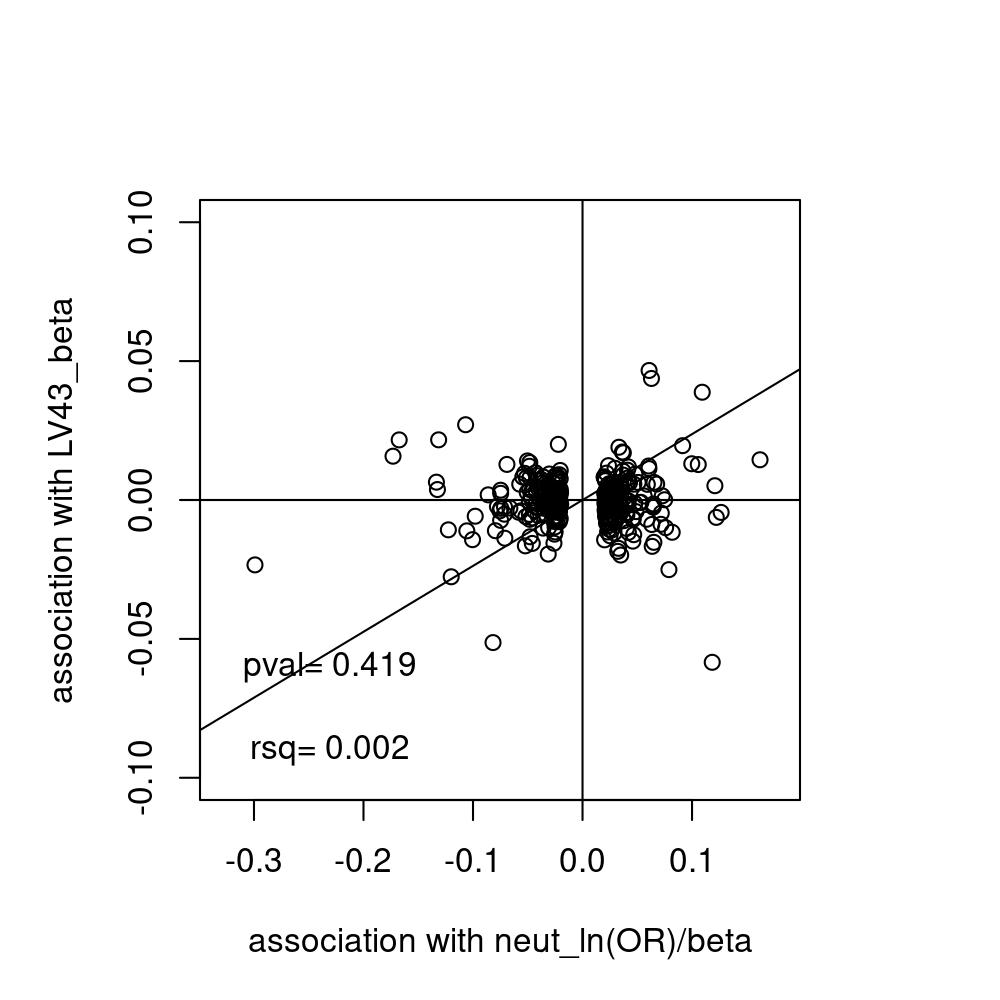 0.10
0.05
0.00
-0.05
-0.10
association with LV43_beta
pval= 0.419
rsq= 0.002
-0.3 -0.2 -0.1 0.0 0.1
association with neut_ln(OR)/beta